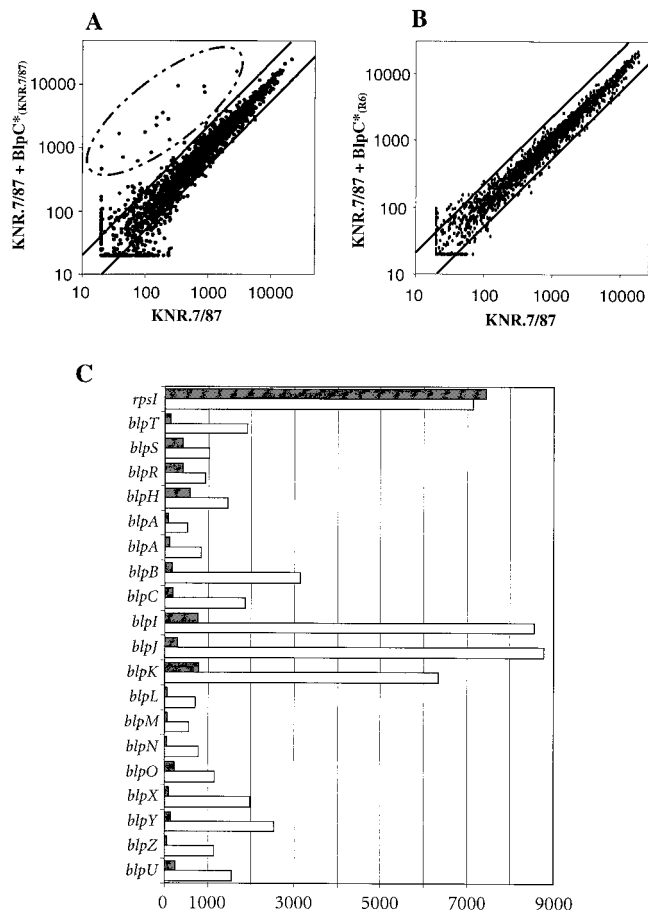 A
B
10000
1000
100
10
KNR.7/87 + BlpC*(KNR.7/87)
10 100 1000 10000
KNR.7/87
10000
1000
100
10
KNR.7/87 + BlpC*(R6)
10 100 1000 10000
KNR.7/87
C
rpsI
blpT
blpS
blpR
blpH
blpA
blpA
blpB
blpC
blpI
blpJ
blpK
blpL
blpM
blpN
blpO
blpX
blpY
blpZ
blpU
0 1000 3000 5000 7000 9000